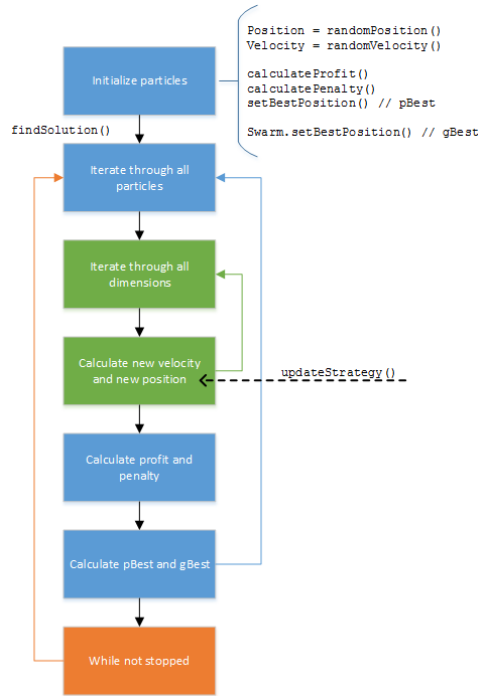 Position = randomPosition()
Velocity = randomVelocity()
calculateProfit()
calculatePenalty()
setBestPosition() // pBest
Swarm.setBestPosition() // gBest
Initialize particles
findSolution()
Iterate through all
particles
Iterate through all
dimensions
Calculate new velocity
and new position
updateStrategy()
Calculate profit and
penalty
Calculate pBest and gBest
While not stopped